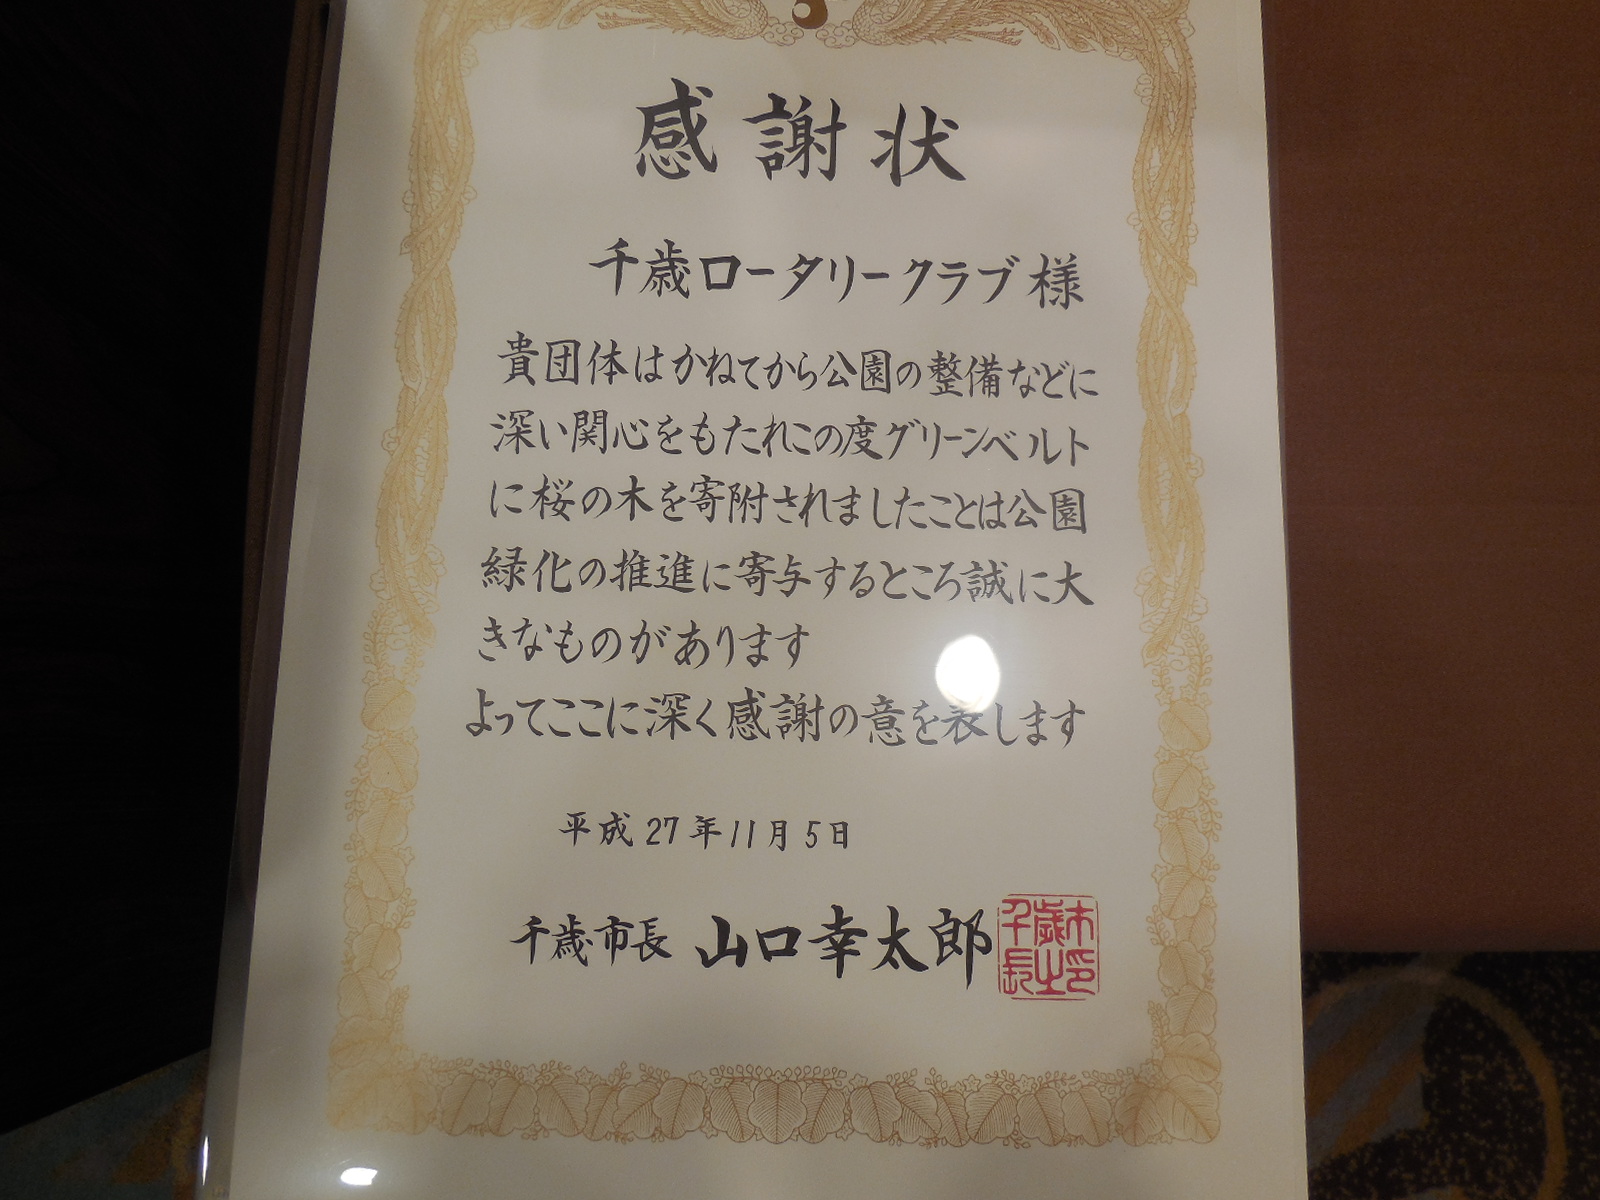 感謝状
千歳ロータリークラブ様
貴団体はかねてから公園の整備などに
深い関心をもたれこの度グリーンベルト
に桜の木を寄附されましたことは公園
緑化の推進に寄与するところ誠に大
きなものがあります
よってここに深く感謝の意を表します
平成27年11月5日
千歳市長 山口幸太郎
千歳市長之印